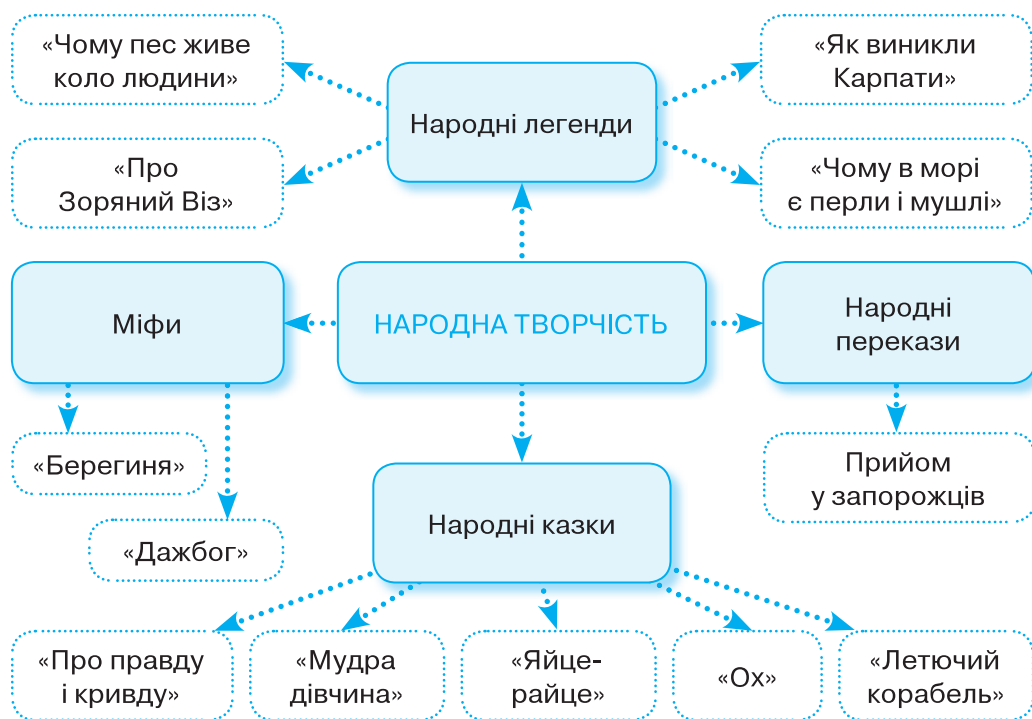 «Чому пес живе
коло людини»
«Як виникли
Карпати»
Народні легенди
«Про
Зоряний Віз»
«Чому в морі
є перли і мушлі»
Міфи
НАРОДНА ТВОРЧІСТЬ
Народні
перекази
«Берегиня»
Прийом
у запорожців
Народні казки
«Дажбог»
«Про правду
і кривду»
«Мудра
дівчина»
«Яйце-
райце»
«Ох»
«Летючий
корабель»